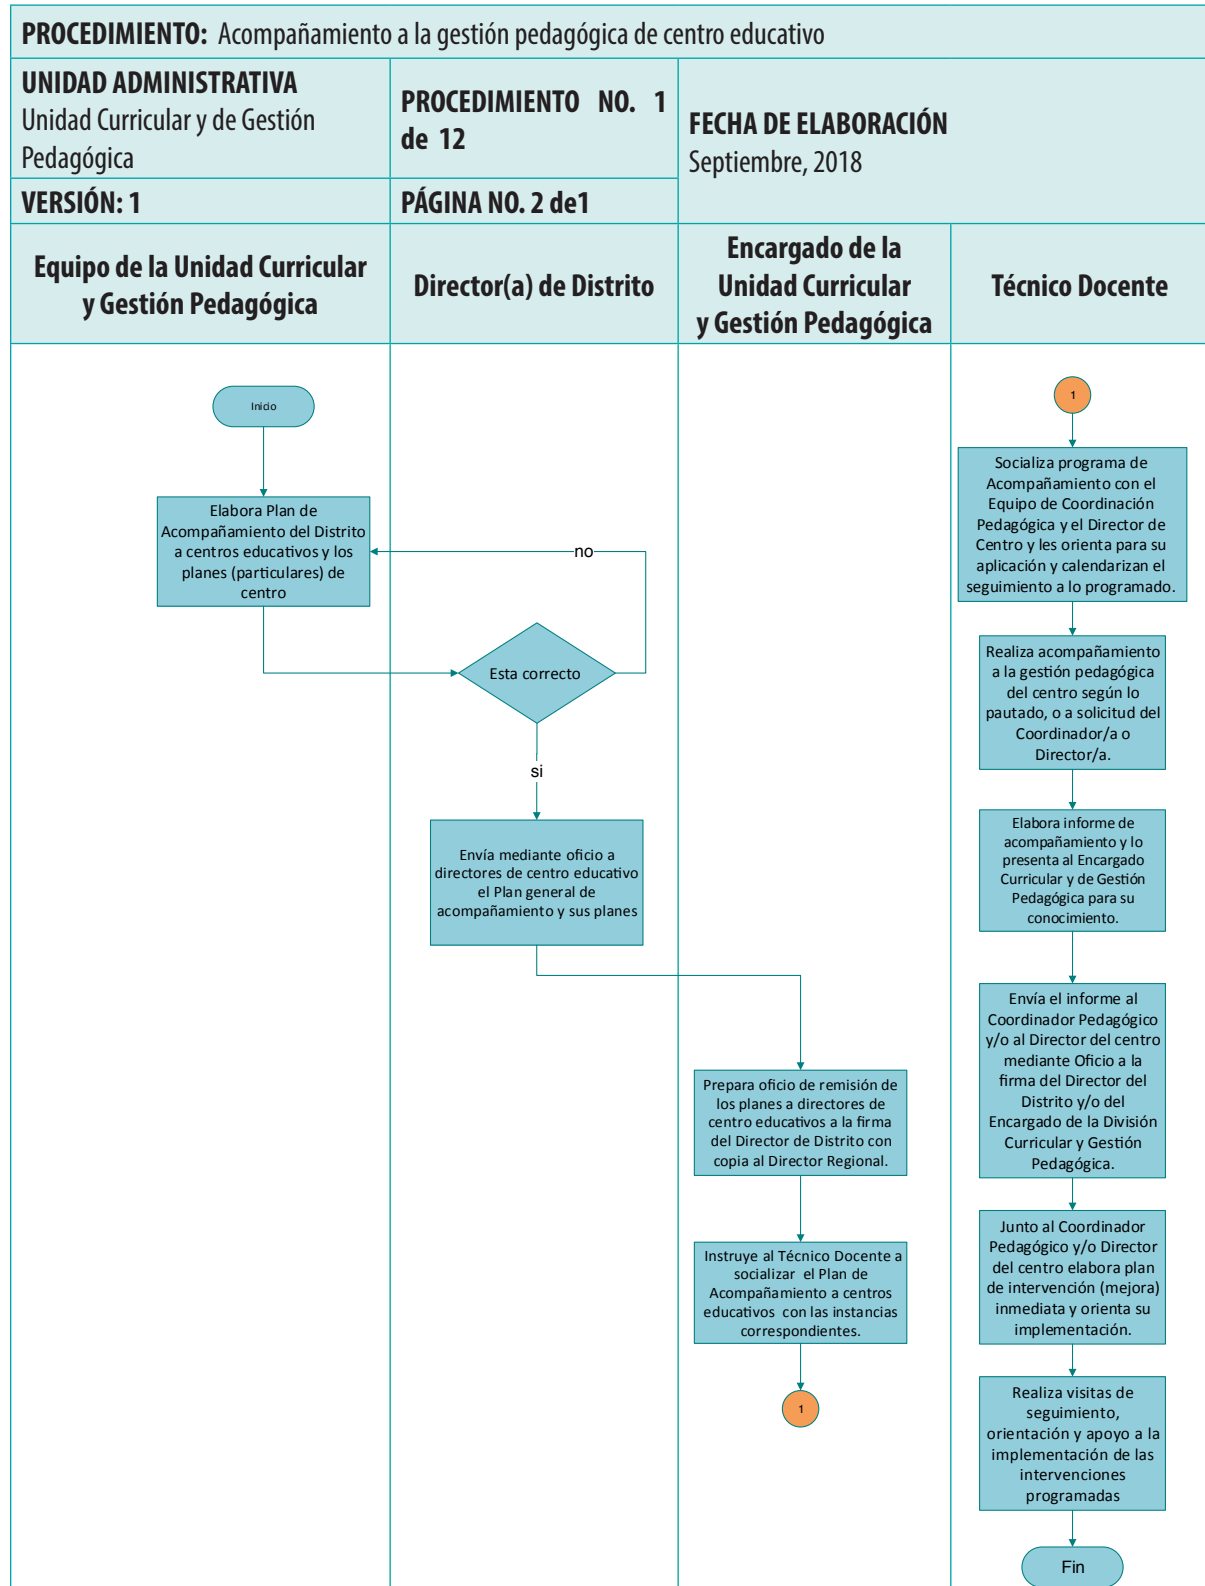 PROCEDIMIENTO: Acompañamiento a la gestión pedagógica de centro educativo
UNIDAD ADMINISTRATIVA
Unidad Curricular y de Gestión
Pedagógica
PROCEDIMIENTO NO. 1
de 12
FECHA DE ELABORACIÓN
Septiembre, 2018
VERSIÓN: 1
PÁGINA NO. 2 de1
Equipo de la Unidad Curricular
y Gestión Pedagógica
Director(a) de Distrito
Encargado de la
Unidad Curricular
y Gestión Pedagógica
Técnico Docente
Inicio
Elabora Plan de
Acompañamiento del Distrito
a centros educativos y los
planes (particulares) de
centro
no
Esta correcto
si
Envía mediante oficio a
directores de centro educativo
el Plan general de
acompañamiento y sus planes
Prepara oficio de remisión de
los planes a directores de
centro educativos a la firma
del Director de Distrito con
copia al Director Regional.
Instruye al Técnico Docente a
socializar el Plan de
Acompañamiento a centros
educativos con las instancias
correspondientes.
1
1
Socializa programa de
Acompañamiento con el
Equipo de Coordinación
Pedagógica y el Director de
Centro y les orienta para su
aplicación y calendarizan el
seguimiento a lo programado.
Realiza acompañamiento
a la gestión pedagógica
del centro según lo
pautado, o a solicitud del
Coordinador/a o
Director/a.
Elabora informe de
acompañamiento y lo
presenta al Encargado
Curricular y de Gestión
Pedagógica para su
conocimiento.
Envía el informe al
Coordinador Pedagógico
y/o al Director del centro
mediante Oficio a la
firma del Director del
Distrito y/o del
Encargado de la División
Curricular y Gestión
Pedagógica.
Junto al Coordinador
Pedagógico y/o Director
del centro elabora plan
de intervención (mejora)
inmediata y orienta su
implementación.
Realiza visitas de
seguimiento,
orientación y apoyo a la
implementación de las
intervenciones
programadas
Fin